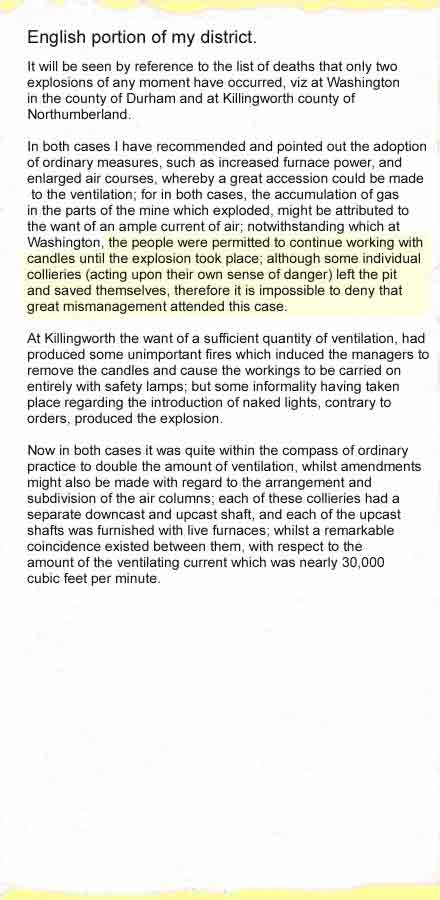 English portion of my district.
It will be seen by reference to the list of deaths that only two
explosions of any moment have occurred, viz at Washington
in the county of Durham and at Killingworth county of
Northumberland.
In both cases I have recommended and pointed out the adoption
of ordinary measures, such as increased furnace power, and
enlarged air courses, whereby a great accession could be made
to the ventilation; for in both cases, the accumulation of gas
in the parts of the mine which exploded, might be attributed to
the want of an ample current of air; notwithstanding which at
Washington, the people were permitted to continue working with
candles until the explosion took place; although some individual
collieries (acting upon their own sense of danger) left the pit
and saved themselves, therefore it is impossible to deny that
great mismanagement attended this case.
At Killingworth the want of a sufficient quantity of ventilation, had
produced some unimportant fires which induced the managers to
remove the candles and cause the workings to be carried on
entirely with safety lamps; but some informality having taken
place regarding the introduction of naked lights, contrary to
orders, produced the explosion.
Now in both cases it was quite within the compass of ordinary
practice to double the amount of ventilation, whilst amendments
might also be made with regard to the arrangement and
subdivision of the air columns; each of these collieries had a
separate downcast and upcast shaft, and each of the upcast
shafts was furnished with live furnaces; whilst a remarkable
coincidence existed between them, with respect to the
amount of the ventilating current which was nearly 30,000
cubic feet per minute.